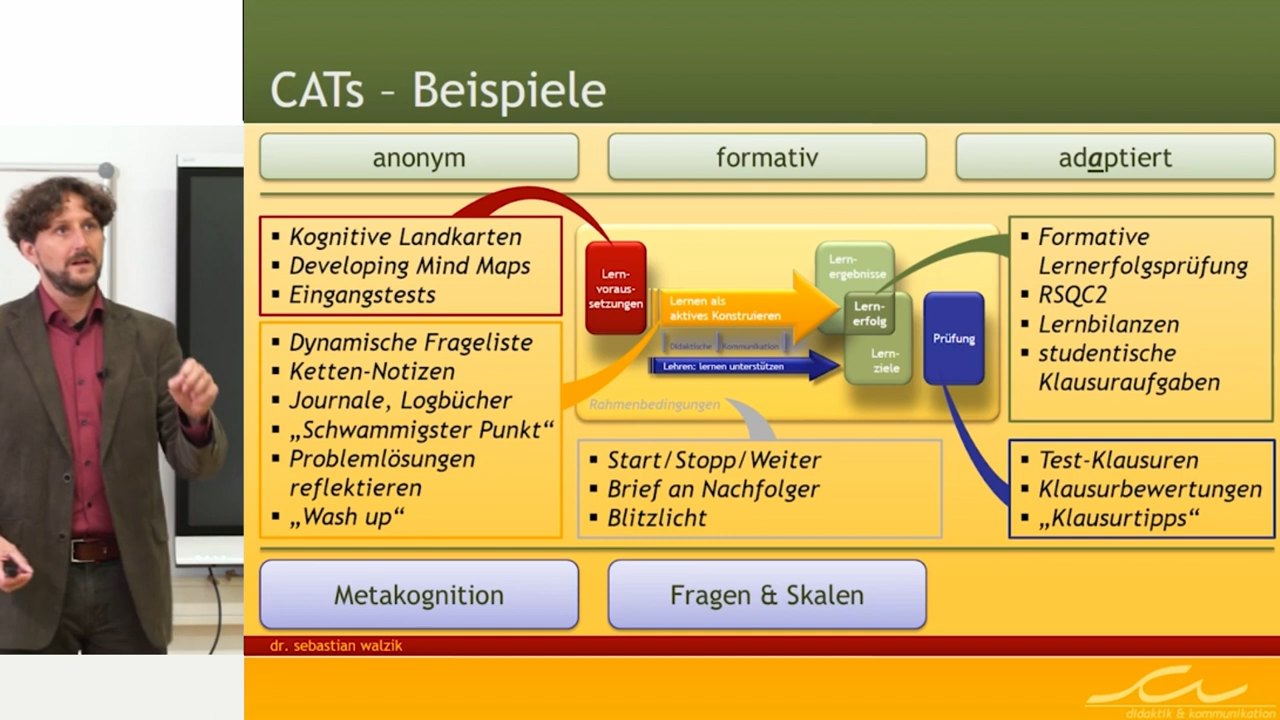 CATs – Beispiele
anonym
formativ
adaptiert
▪ Kognitive Landkarten
▪ Developing Mind Maps
▪ Eingangstests
▪ Dynamische Frageliste
▪ Ketten-Notizen
▪ Journale, Logbücher
▪ „Schwammigster Punkt“
▪ Problemlösungen
reflektieren
▪ „Wash up“
Lern-
voraus-
setzungen
Lernen als
aktives Konstruieren
Didaktische Kommunikation
Lehren: lernen unterstützen
Lern-
ergebnisse
Lern-
erfolg
Lern-
ziele
Prüfung
Rahmenbedingungen
▪ Start/Stopp/Weiter
▪ Brief an Nachfolger
▪ Blitzlicht
▪ Formative
Lernerfolgsprüfung
▪ RSQC2
▪ Lernbilanzen
▪ studentische
Klausuraufgaben
▪ Test-Klausuren
▪ Klausurbewertungen
▪ „Klausurtipps“
Metakognition
Fragen & Skalen
dr. sebastian walzik
didaktik & kommunikation